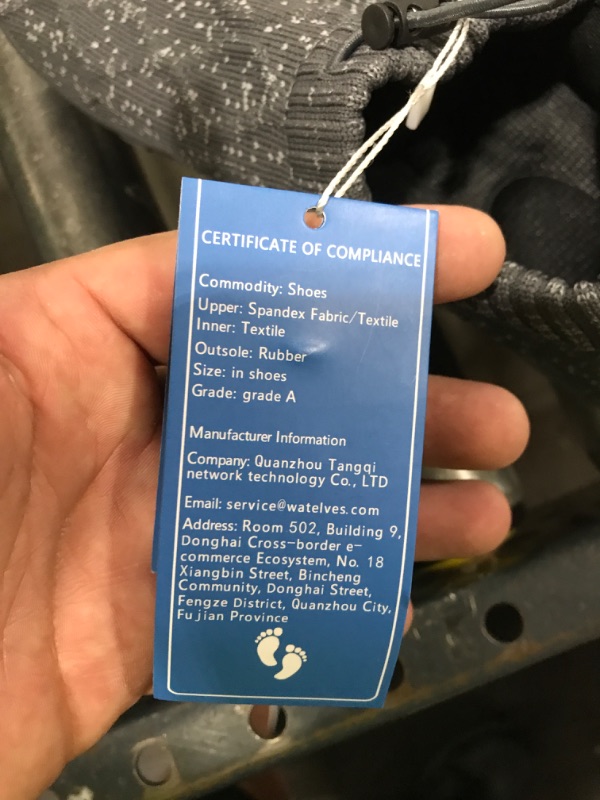 CERTIFICATE OF COMPLIANCE
Commodity: Shoes
Upper: Spandex Fabric/Textile
Inner: Textile
Outsole: Rubber
Size: in shoes
Grade: grade A
Manufacturer Information
Company: Quanzhou Tangqi
network technology Co., LTD
Email: service@watelves.com
Address: Room 502, Building 9,
Donghai Cross-border e-
commerce Ecosystem, No. 18
Xiangbin Street, Bincheng
Community, Donghai Street,
Fengze District, Quanzhou City,
Fujian Province